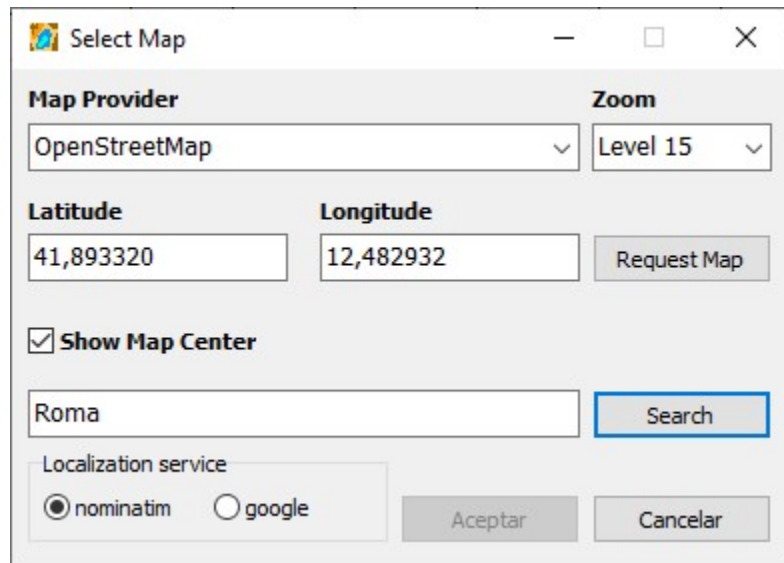 Select Map
Map Provider Zoom
OpenStreetMap Level 15
Latitude Longitude
41,893320 12,482932 Request Map
Show Map Center
Roma Search
Localization service
nominatim google Aceptar Cancelar